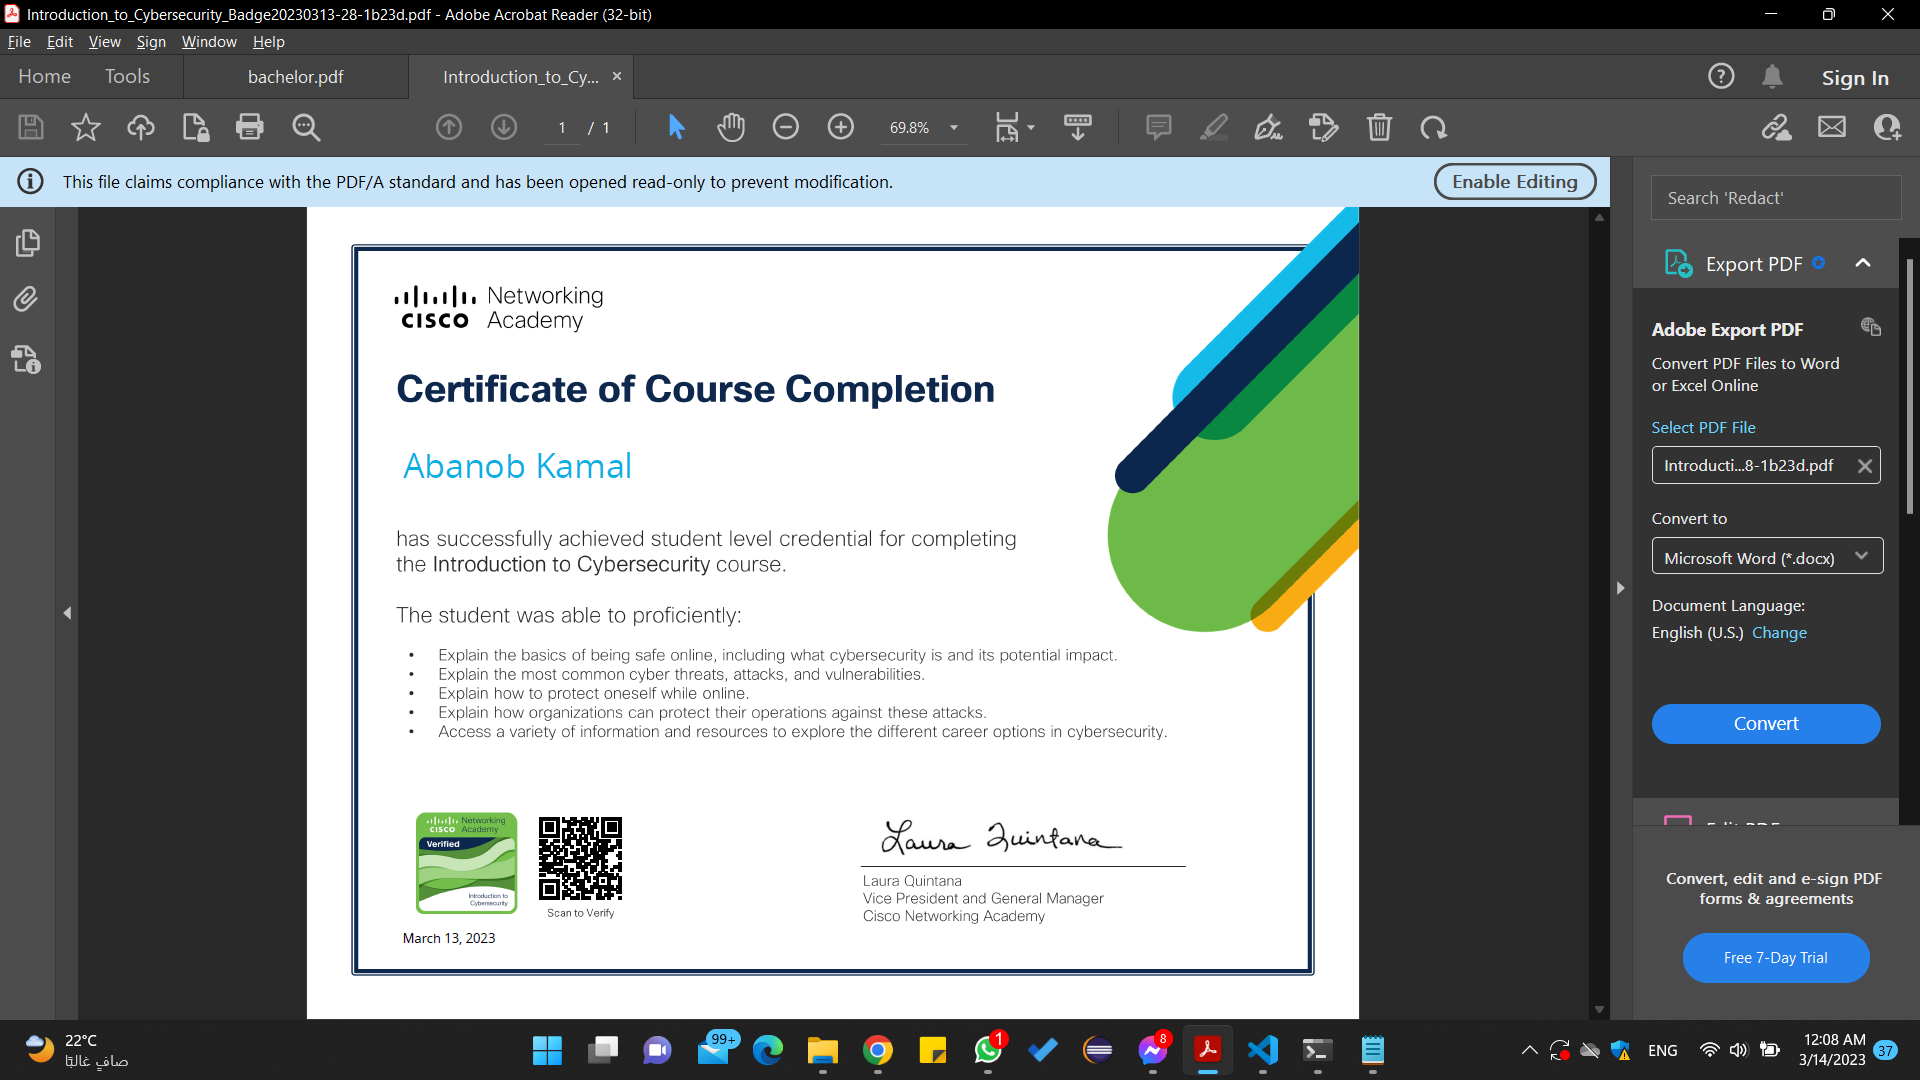 Introduction_to_Cybersecurity_Badge20230313-28-1b23d.pdf - Adobe Acrobat Reader (32-bit)
File Edit View Sign Window Help
Home Tools bachelor.pdf Introduction_to_Cy... Sign In
1 / 1 69.8%
This file claims compliance with the PDF/A standard and has been opened read-only to prevent modification. Enable Editing
CISCO Networking Academy
Certificate of Course Completion
Abanob Kamal
has successfully achieved student level credential for completing
the Introduction to Cybersecurity course.
The student was able to proficiently:
• Explain the basics of being safe online, including what cybersecurity is and its potential impact.
• Explain the most common cyber threats, attacks, and vulnerabilities.
• Explain how to protect oneself while online.
• Explain how organizations can protect their operations against these attacks.
• Access a variety of information and resources to explore the different career options in cybersecurity.
CISCO Networking Academy
Verified
Introduction to
Cybersecurity
Scan to Verify
March 13, 2023
Laura Quintana
Laura Quintana
Vice President and General Manager
Cisco Networking Academy
Search 'Redact'
Export PDF
Adobe Export PDF
Convert PDF Files to Word
or Excel Online
Select PDF File
Introducti...8-1b23d.pdf
Convert to
Microsoft Word (*.docx)
Document Language:
English (U.S.) Change
Convert
Edit PDF
Convert, edit and e-sign PDF
forms & agreements
Free 7-Day Trial
22°C
صافٍ غالبًا
99+
1
8
ENG
12:08 AM
3/14/2023
37